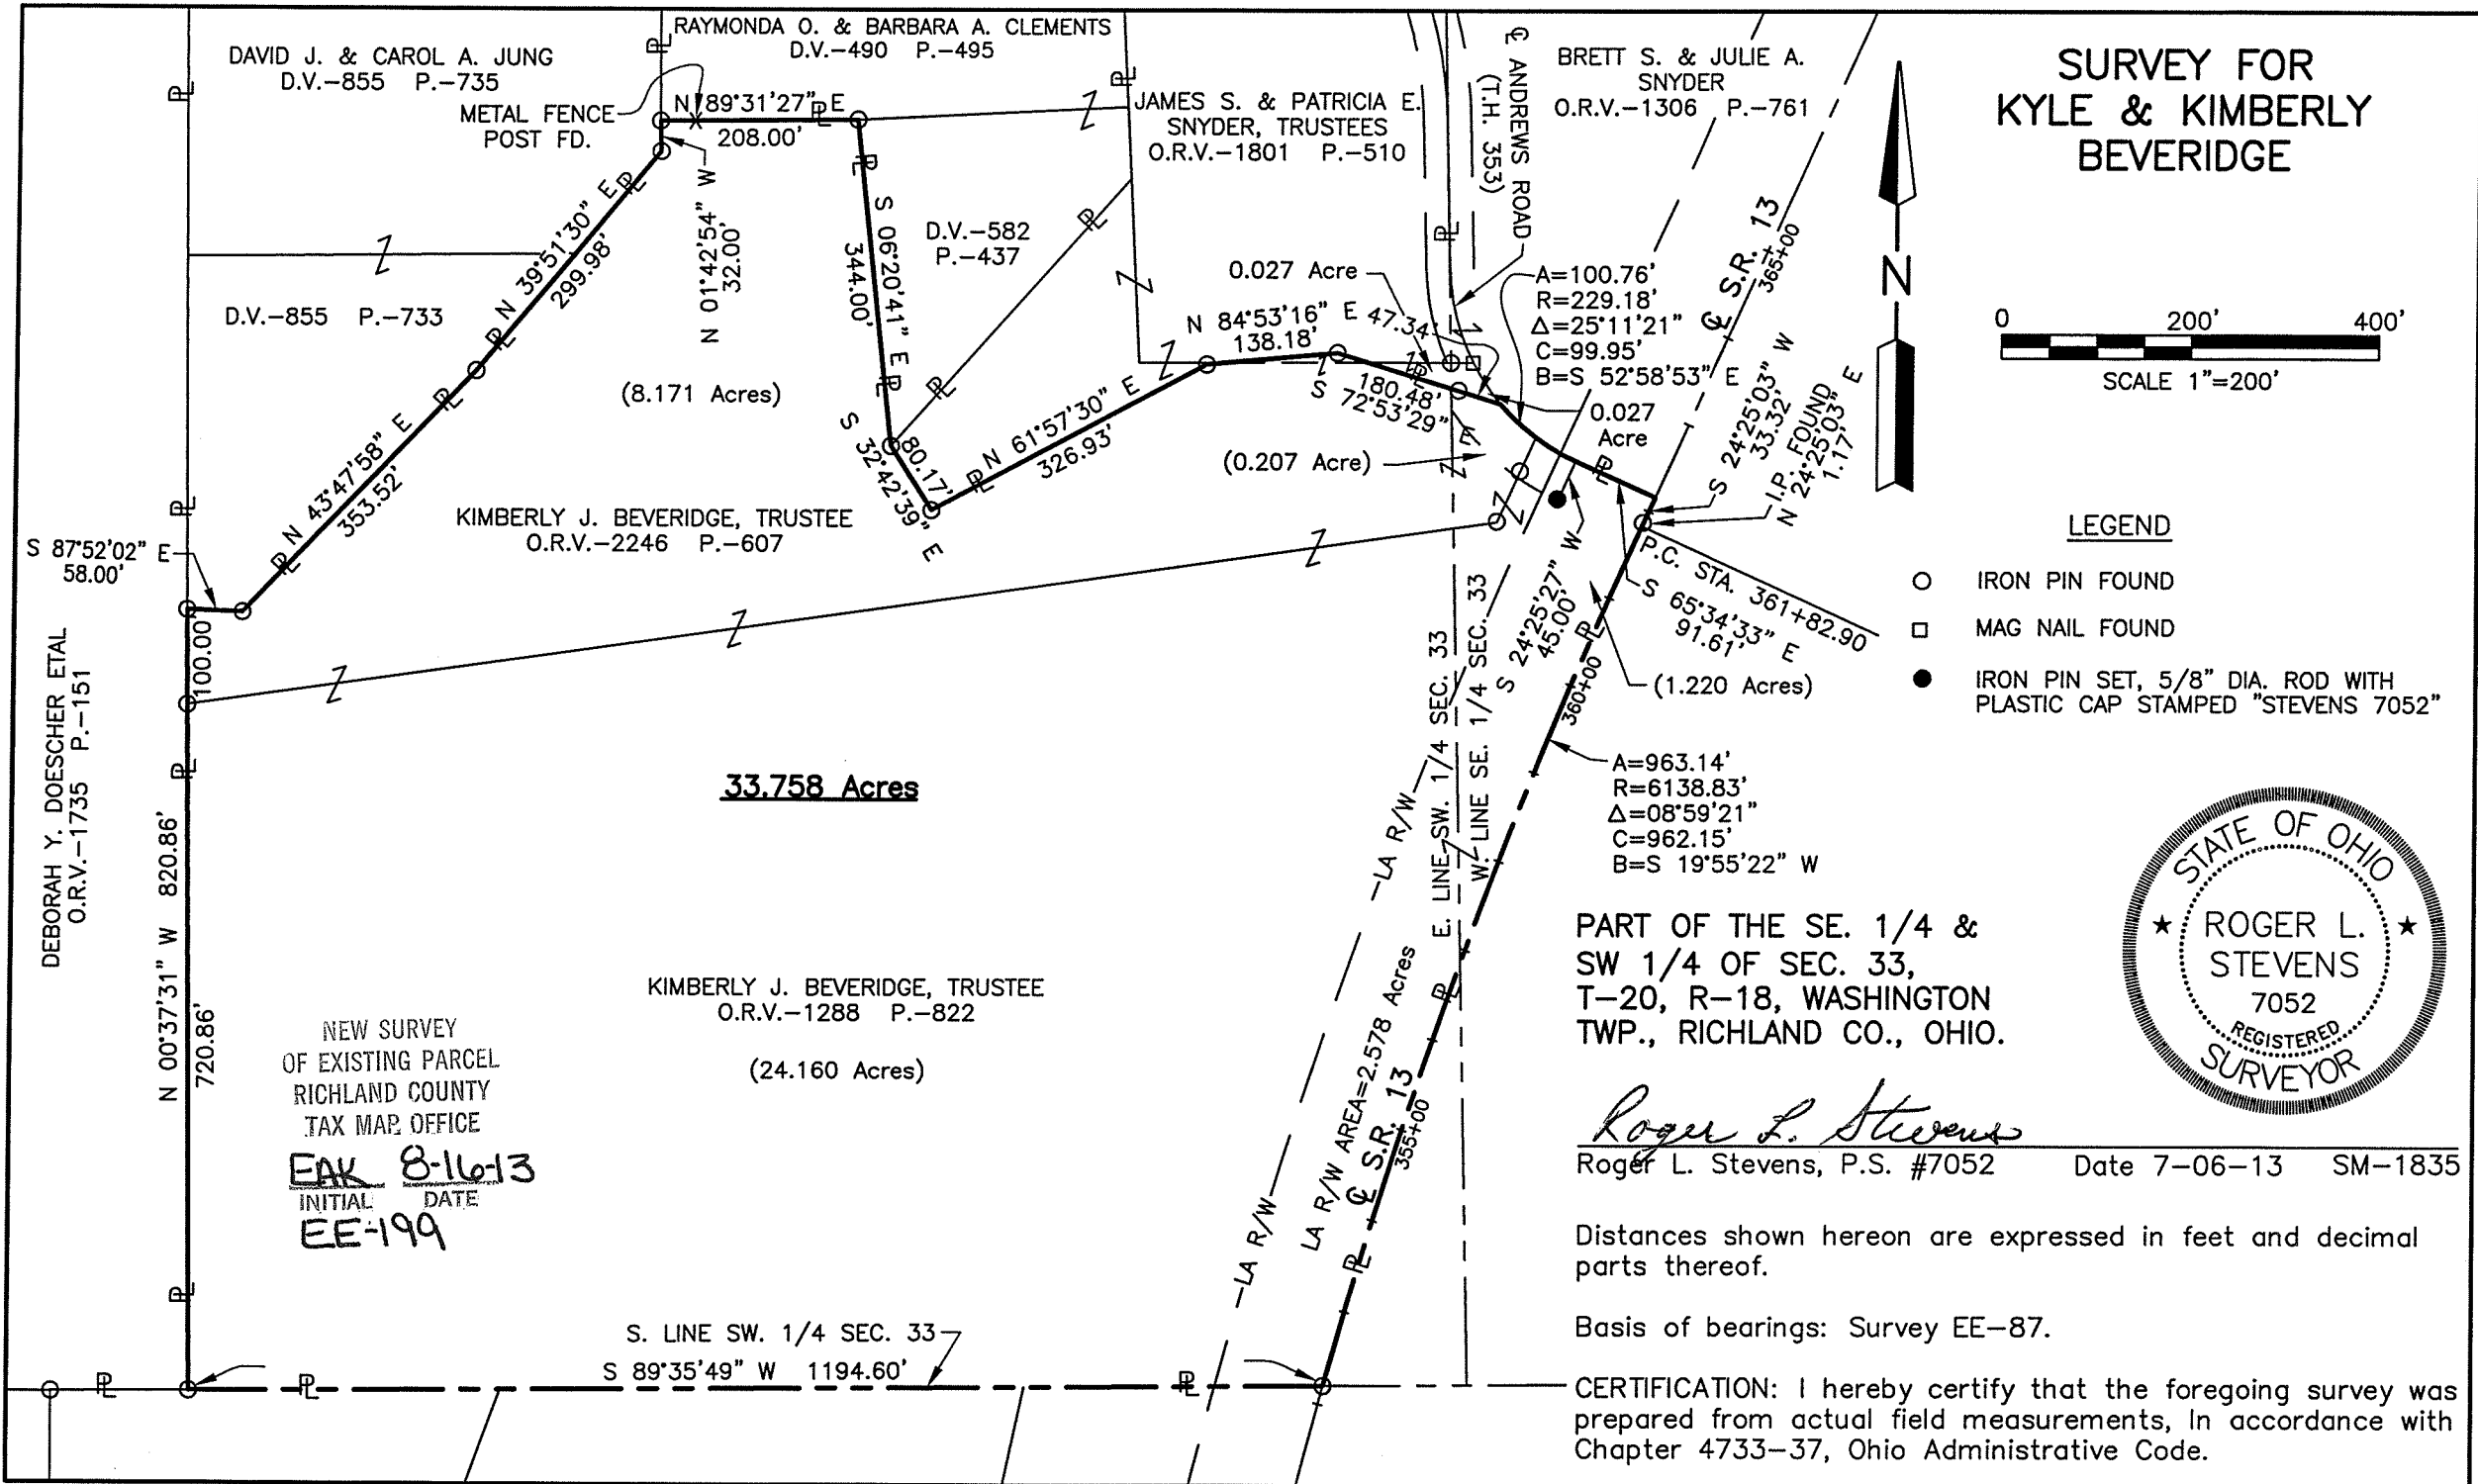 SURVEY FOR
KYLE & KIMBERLY
BEVERIDGE
DAVID J. & CAROL A. JUNG
D.V.-855 P.-735
RAYMONDA O. & BARBARA A. CLEMENTS
D.V.-490 P.-495
METAL FENCE
POST FD.
N 89°31'27" E
208.00'
JAMES S. & PATRICIA E.
SNYDER, TRUSTEES
O.R.V.-1801 P.-510
℄ ANDREWS ROAD
(T.H. 353)
BRETT S. & JULIE A.
SNYDER
O.R.V.-1306 P.-761
N
0 200' 400'
SCALE 1"=200'
D.V.-855 P.-733
N 39°51'30" E
299.98'
N 01°42'54" W
32.00'
S 06°20'41" E
344.00'
D.V.-582
P.-437
(8.171 Acres)
0.027 Acre
N 84°53'16" E
138.18'
47.34'
A=100.76'
R=229.18'
Δ=25°11'21"
C=99.95'
B=S 52°58'53" E
℄ S.R. 13
365+00
180.48'
S 72°53'29" E
0.027
Acre
(0.207 Acre)
S 24°25'03" W
33.32'
I.P. FOUND
N 24°25'03" E
1.17'
N 43°47'58" E
353.52'
S 32°42'39" E
80.17'
N 61°57'30" E
326.93'
KIMBERLY J. BEVERIDGE, TRUSTEE
O.R.V.-2246 P.-607
S 87°52'02" E
58.00'
100.00'
LEGEND
IRON PIN FOUND
MAG NAIL FOUND
IRON PIN SET, 5/8" DIA. ROD WITH
PLASTIC CAP STAMPED "STEVENS 7052"
P.C. STA. 361+82.90
S 65°34'33" E
91.61'
S 24°25'27" W
45.00'
360+00
(1.220 Acres)
DEBORAH Y. DOESCHER ETAL
O.R.V.-1735 P.-151
N 00°37'31" W 820.86'
720.86'
33.758 Acres
E. LINE SW. 1/4 SEC. 33
W. LINE SE. 1/4 SEC. 33
LA R/W
A=963.14'
R=6138.83'
Δ=08°59'21"
C=962.15'
B=S 19°55'22" W
KIMBERLY J. BEVERIDGE, TRUSTEE
O.R.V.-1288 P.-822
(24.160 Acres)
LA R/W
LA R/W AREA=2.578 Acres
℄ S.R. 13
355+00
PART OF THE SE. 1/4 &
SW 1/4 OF SEC. 33,
T-20, R-18, WASHINGTON
TWP., RICHLAND CO., OHIO.
STATE OF OHIO
★ ROGER L. ★
STEVENS
7052
REGISTERED
SURVEYOR
NEW SURVEY
OF EXISTING PARCEL
RICHLAND COUNTY
TAX MAP OFFICE
EAK 8-16-13
INITIAL DATE
EE-199
Roger L. Stevens
Roger L. Stevens, P.S. #7052 Date 7-06-13 SM-1835
Distances shown hereon are expressed in feet and decimal
parts thereof.
Basis of bearings: Survey EE-87.
S. LINE SW. 1/4 SEC. 33
S 89°35'49" W 1194.60'
CERTIFICATION: I hereby certify that the foregoing survey was
prepared from actual field measurements, In accordance with
Chapter 4733-37, Ohio Administrative Code.